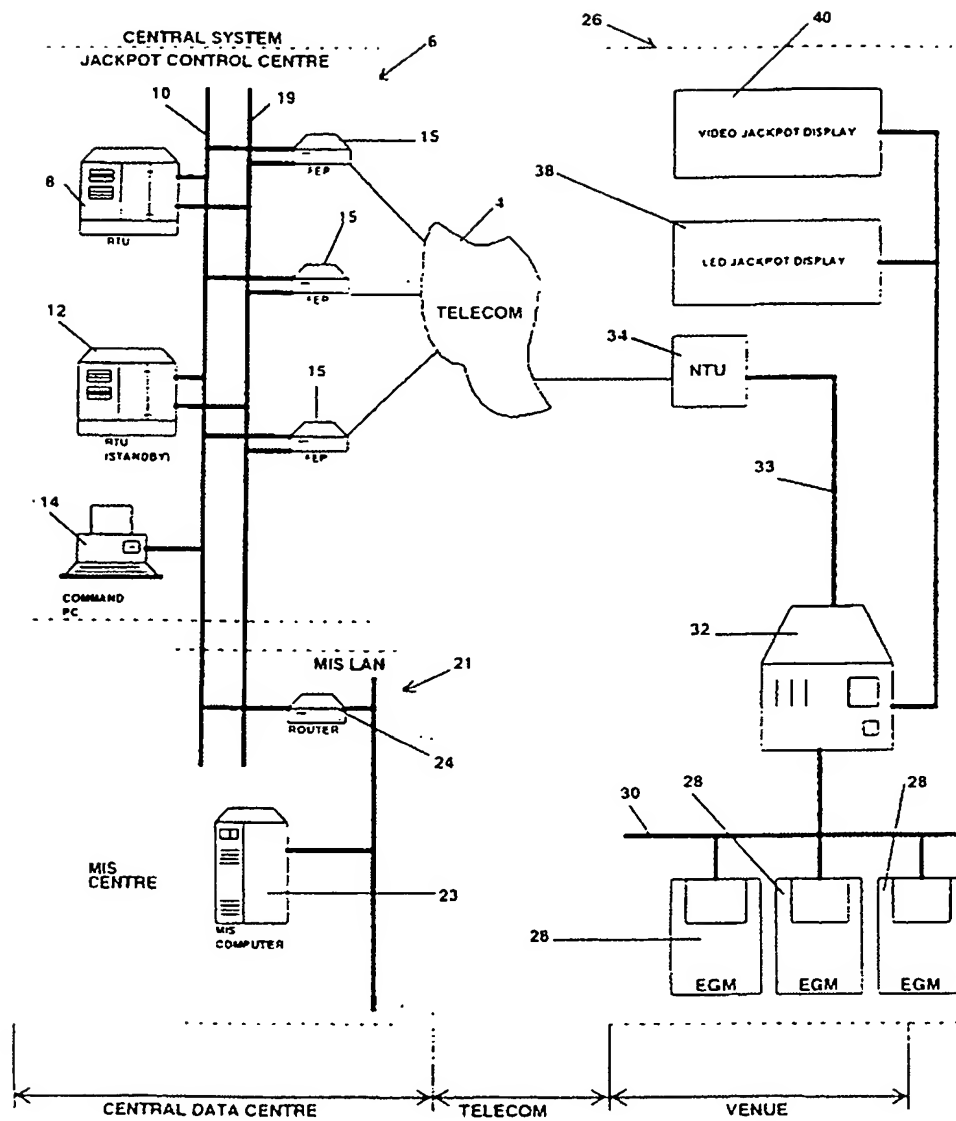 CENTRAL SYSTEM
JACKPOT CONTROL CENTRE
6
26
40
10
19
15
VIDEO JACKPOT DISPLAY
8
FEP
RTU
38
15
4
LED JACKPOT DISPLAY
FEP
TELECOM
12
34
NTU
15
RTU
(STANDBY)
FEP
33
14
COMMAND
PC
32
MIS LAN
21
ROUTER
24
28
28
30
MIS
CENTRE
23
MIS
COMPUTER
28
EGM
EGM
EGM
CENTRAL DATA CENTRE
TELECOM
VENUE